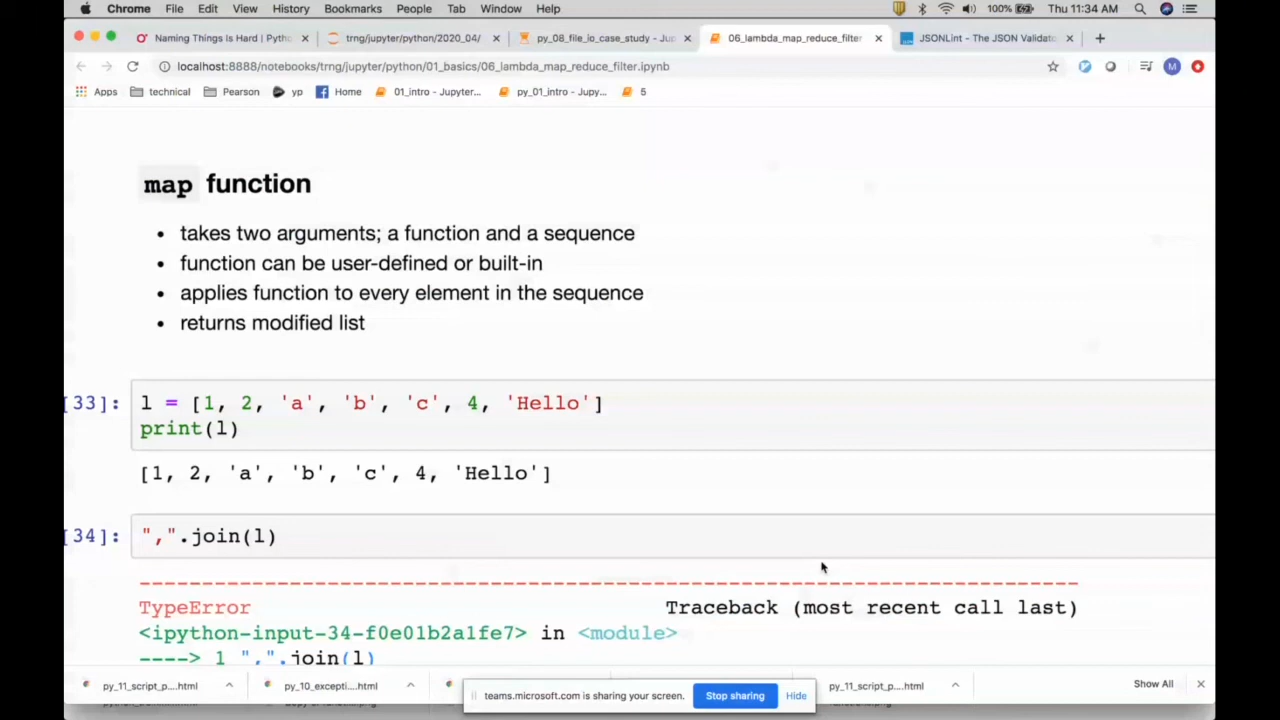 Chrome File Edit View History Bookmarks People Tab Window Help 100% Thu 11:34 AM
Naming Things Is Hard | Pytho × trng/jupyter/python/2020_04/ × py_08_file_io_case_study - Jup × 06_lambda_map_reduce_filter × JSONLint - The JSON Validato × +
localhost:8888/notebooks/trng/jupyter/python/01_basics/06_lambda_map_reduce_filter.ipynb M
Apps technical Pearson yp Home 01_intro - Jupyter... py_01_intro - Jupy... 5
map function
• takes two arguments; a function and a sequence
• function can be user-defined or built-in
• applies function to every element in the sequence
• returns modified list
[33]: l = [1, 2, 'a', 'b', 'c', 4, 'Hello']
print(l)
[1, 2, 'a', 'b', 'c', 4, 'Hello']
[34]: ",".join(l)
---------------------------------------------------------------------------
TypeError Traceback (most recent call last)
<ipython-input-34-f0e01b2a1fe7> in <module>
----> 1 ",".join(l)
py_11_script_p....html py_10_excepti....html py_11_script_p....html Show All
teams.microsoft.com is sharing your screen. Stop sharing Hide